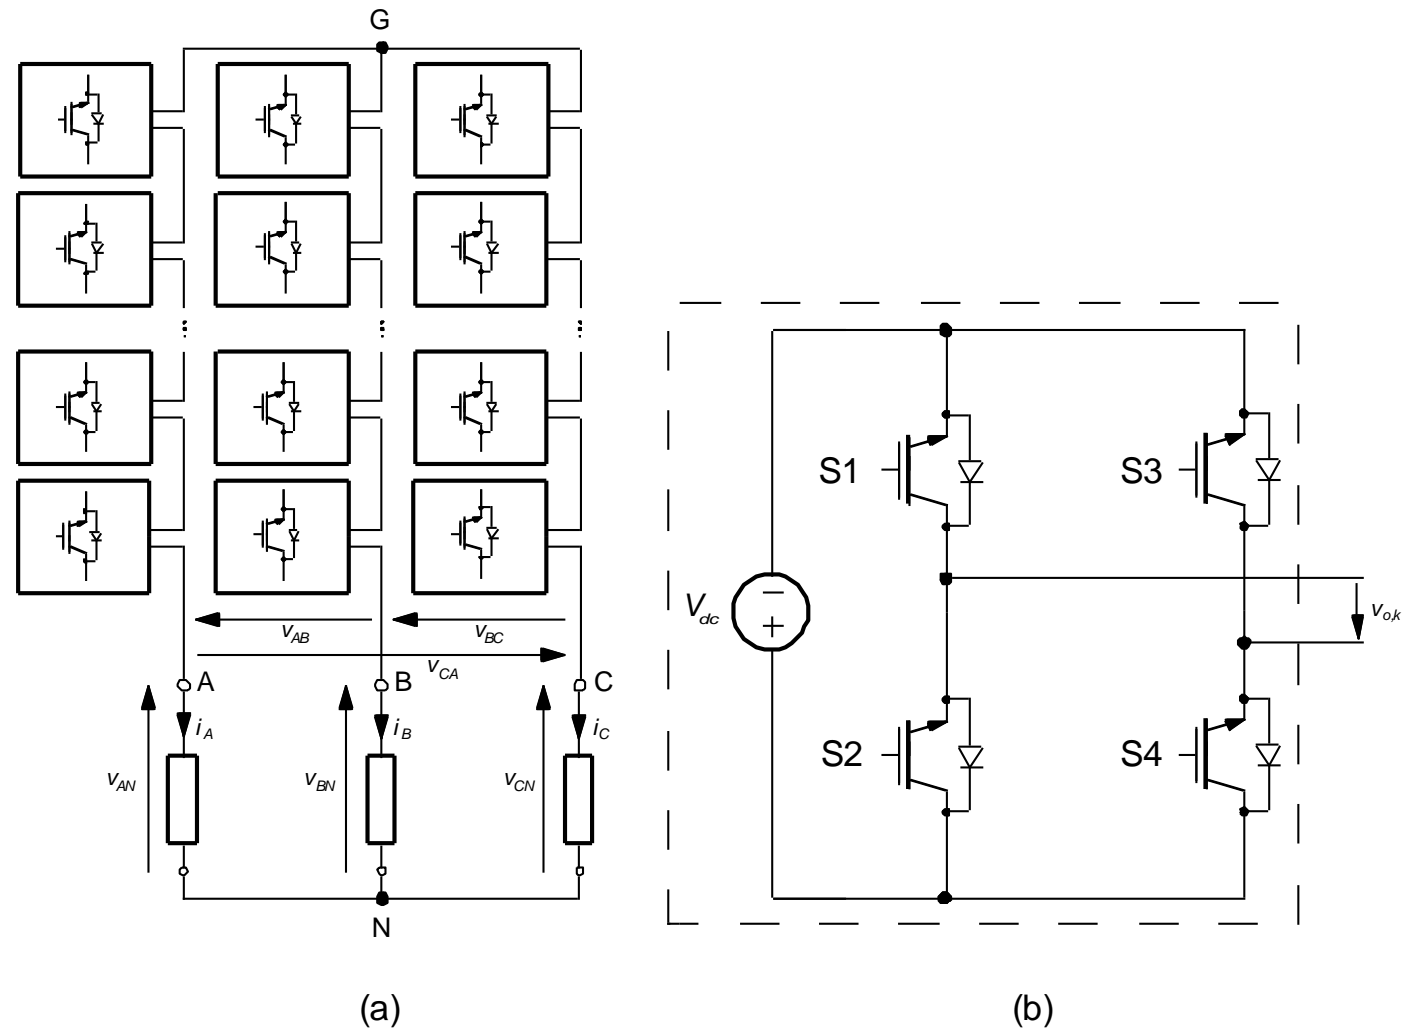 G
v_AB
v_BC
v_CA
A
B
C
i_A
i_B
i_C
v_AN
v_BN
v_CN
N
(a)
S1
S3
V_dc
−
+
v_o,k
S2
S4
(b)